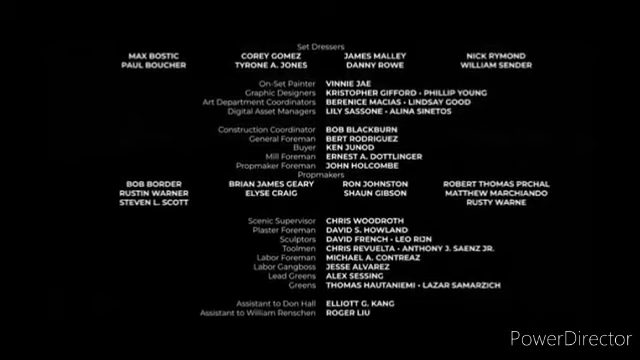 Set Dressers
MAX BOSTIC COREY GOMEZ JAMES MALLEY NICK RYMOND
PAUL BOUCHER TYRONE A. JONES DANNY ROWE WILLIAM SENDER
On-Set Painter VINNIE JAE
Graphic Designers KRISTOPHER GIFFORD • PHILLIP YOUNG
Art Department Coordinators BERENICE MACIAS • LINDSAY GOOD
Digital Asset Managers LILY SASSONE • ALINA SINETOS
Construction Coordinator BOB BLACKBURN
General Foreman BERT RODRIGUEZ
Buyer KEN JUNOD
Mill Foreman ERNEST A. DOTTLINGER
Propmaker Foreman JOHN HOLCOMBE
Propmakers
BOB BORDER BRIAN JAMES GEARY RON JOHNSTON ROBERT THOMAS PRCHAL
RUSTIN WARNER ELYSE CRAIG SHAUN GIBSON MATTHEW MARCHIANDO
STEVEN L. SCOTT RUSTY WARNE
Scenic Supervisor CHRIS WOODROTH
Plaster Foreman DAVID S. HOWLAND
Sculptors DAVID FRENCH • LEO RIJN
Toolmen CHRIS REVUELTA • ANTHONY J. SAENZ JR.
Labor Foreman MICHAEL A. CONTREAZ
Labor Gangboss JESSE ALVAREZ
Lead Greens ALEX SESSING
Greens THOMAS HAUTANIEMI • LAZAR SAMARZICH
Assistant to Don Hall ELLIOTT G. KANG
Assistant to William Renschen ROGER LIU
PowerDirector